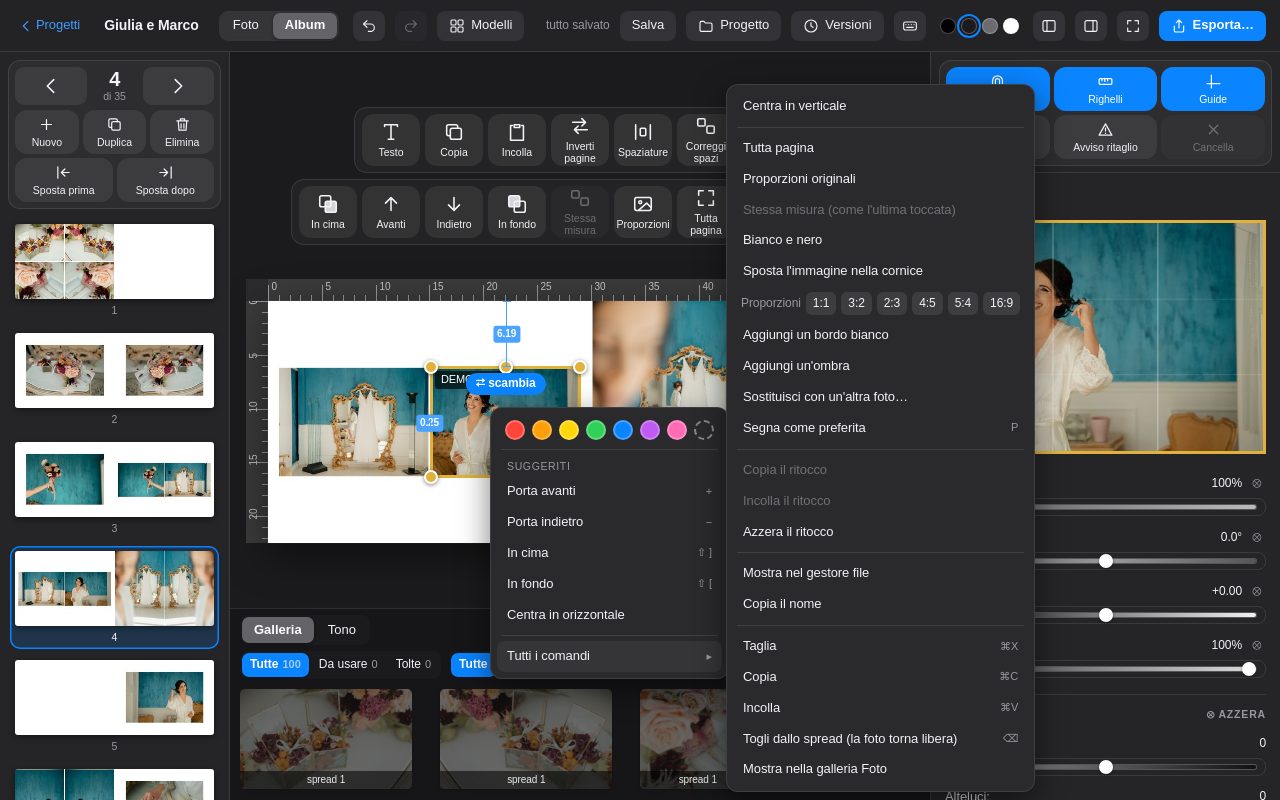 Progetti
Giulia e Marco
Foto
Album
Modelli
tutto salvato
Salva
Progetto
Versioni
Esporta…
4
di 35
Nuovo
Duplica
Elimina
Sposta prima
Sposta dopo
1
2
3
4
5
Testo
Copia
Incolla
Inverti pagine
Spaziature
Correggi spazi
In cima
Avanti
Indietro
In fondo
Stessa misura
Proporzioni
Tutta pagina
0 5 10 15 20 25 30 35 40
0 5 10 15 20
6.19
scambia
0.25
SUGGERITI
Porta avanti +
Porta indietro −
In cima ⇧ ]
In fondo ⇧ [
Centra in orizzontale
Tutti i comandi ▸
Centra in verticale
Tutta pagina
Proporzioni originali
Stessa misura (come l'ultima toccata)
Bianco e nero
Sposta l'immagine nella cornice
Proporzioni 1:1 3:2 2:3 4:5 5:4 16:9
Aggiungi un bordo bianco
Aggiungi un'ombra
Sostituisci con un'altra foto…
Segna come preferita P
Copia il ritocco
Incolla il ritocco
Azzera il ritocco
Mostra nel gestore file
Copia il nome
Taglia ⌘X
Copia ⌘C
Incolla ⌘V
Togli dallo spread (la foto torna libera) ⌫
Mostra nella galleria Foto
Galleria
Tono
Tutte 100
Da usare 0
Tolte 0
Tutte
spread 1
spread 1
spread 1
Righelli
Guide
Avviso ritaglio
Cancella
100%
0.0°
+0.00
100%
AZZERA
0
0